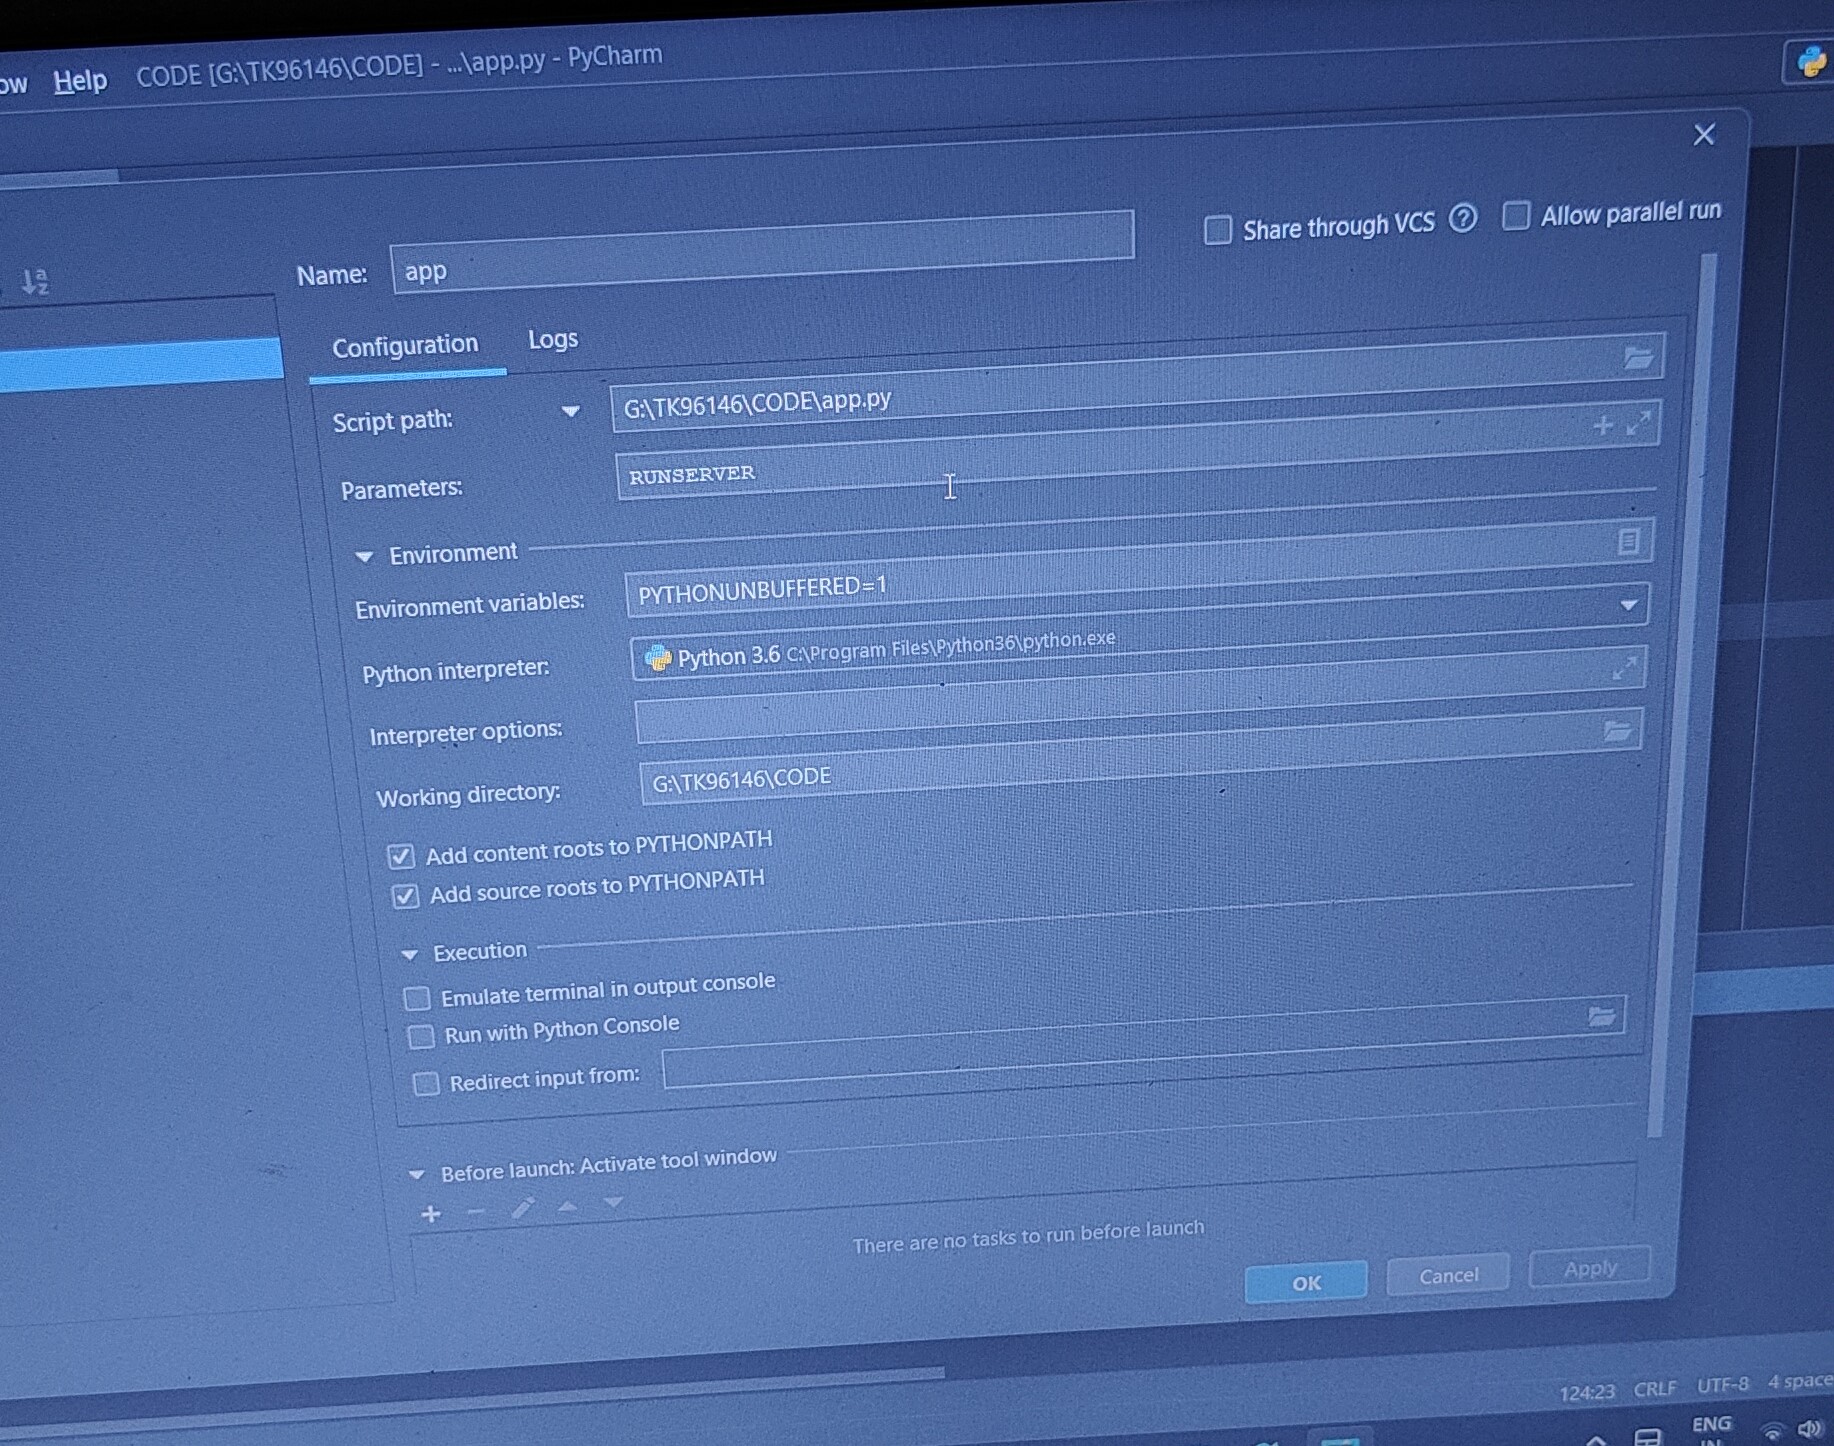 Help CODE [G:\TK96146\CODE] - ...\app.py - PyCharm
Share through VCS ? Allow parallel run
Name: app
Configuration Logs
Script path: G:\TK96146\CODE\app.py
Parameters: RUNSERVER
Environment
Environment variables: PYTHONUNBUFFERED=1
Python interpreter: Python 3.6 C:\Program Files\Python36\python.exe
Interpreter options:
Working directory: G:\TK96146\CODE
Add content roots to PYTHONPATH
Add source roots to PYTHONPATH
Execution
Emulate terminal in output console
Run with Python Console
Redirect input from:
Before launch: Activate tool window
There are no tasks to run before launch
OK Cancel Apply
124:23 CRLF UTF-8 4 space
ENG